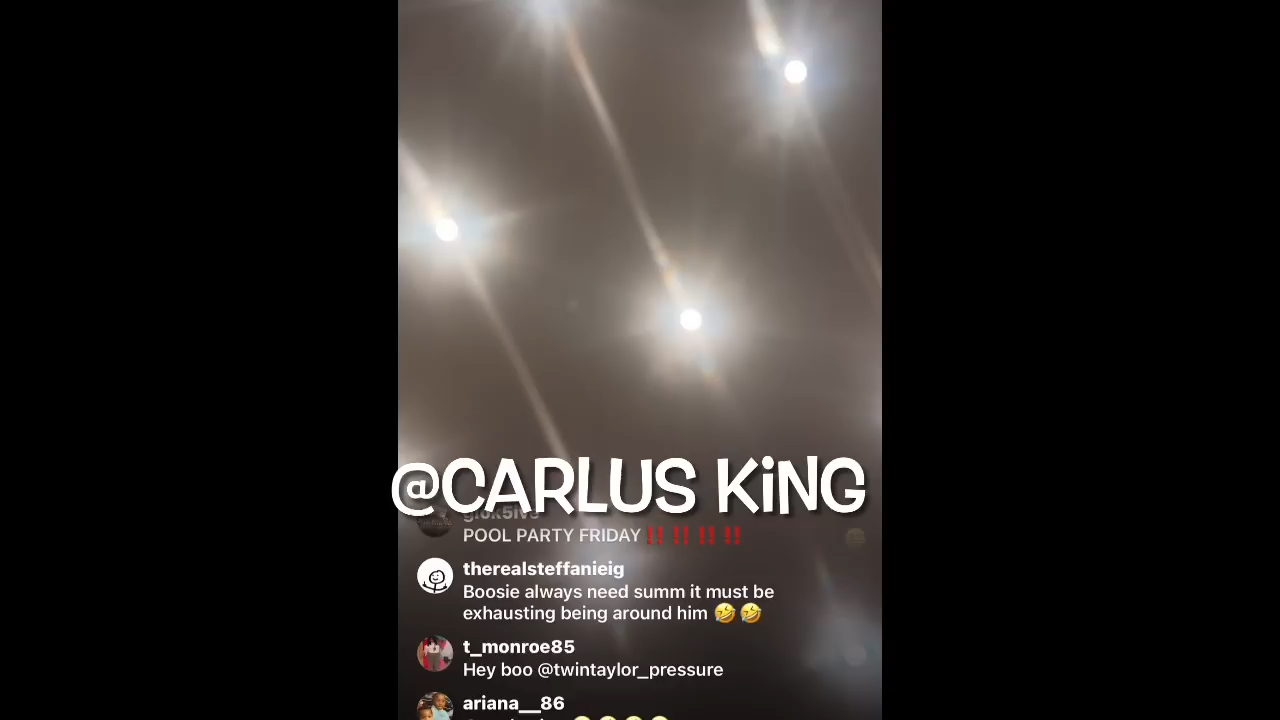 @CARLUS KiNG
glok5ive
POOL PARTY FRIDAY‼️‼️‼️‼️
therealsteffanieig
Boosie always need summ it must be
exhausting being around him 🤣🤣
t_monroe85
Hey boo @twintaylor_pressure
ariana__86